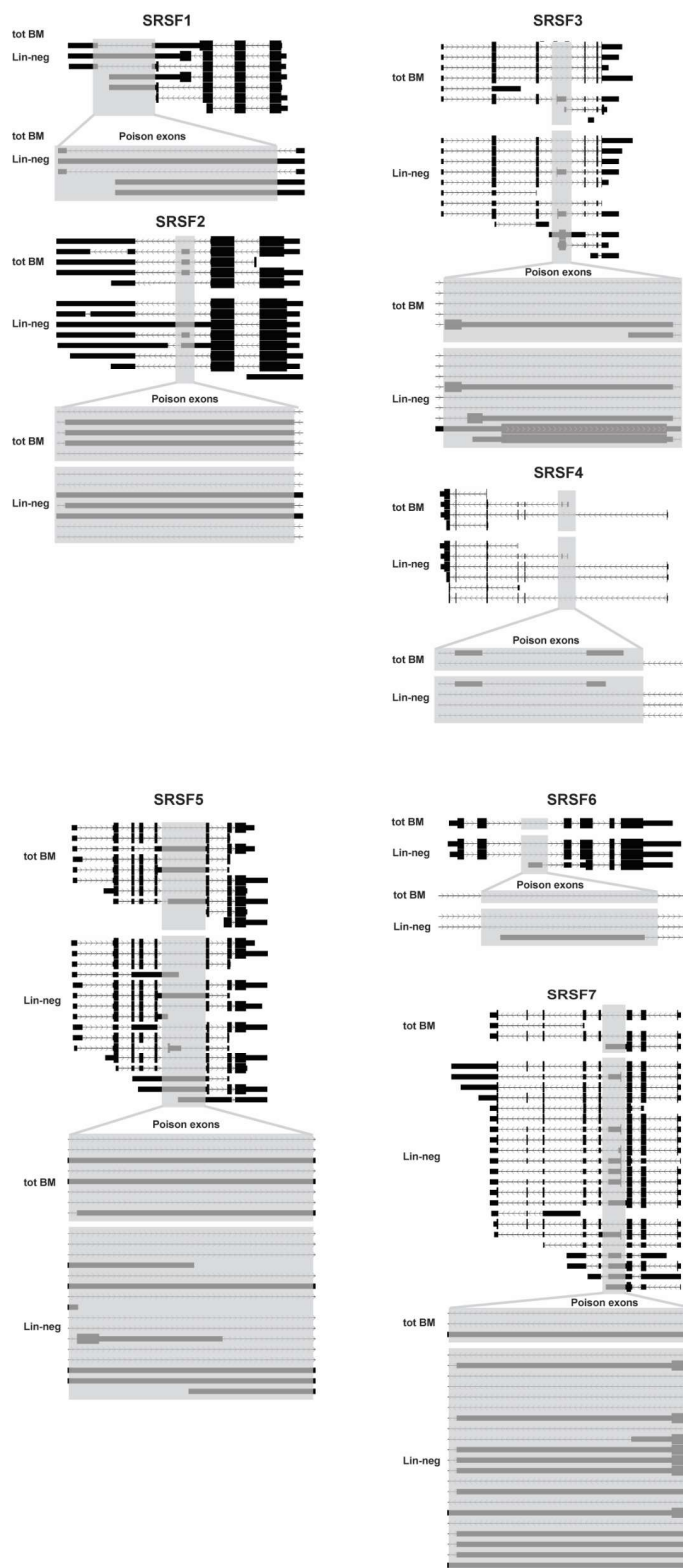 SRSF1
tot BM
Lin-neg
tot BM
Poison exons
Lin-neg
SRSF2
tot BM
Lin-neg
Poison exons
tot BM
Lin-neg
SRSF3
tot BM
Lin-neg
Poison exons
tot BM
Lin-neg
SRSF4
tot BM
Lin-neg
Poison exons
tot BM
Lin-neg
SRSF5
tot BM
Lin-neg
Poison exons
tot BM
Lin-neg
SRSF6
tot BM
Lin-neg
Poison exons
tot BM
Lin-neg
SRSF7
tot BM
Lin-neg
Poison exons
tot BM
Lin-neg